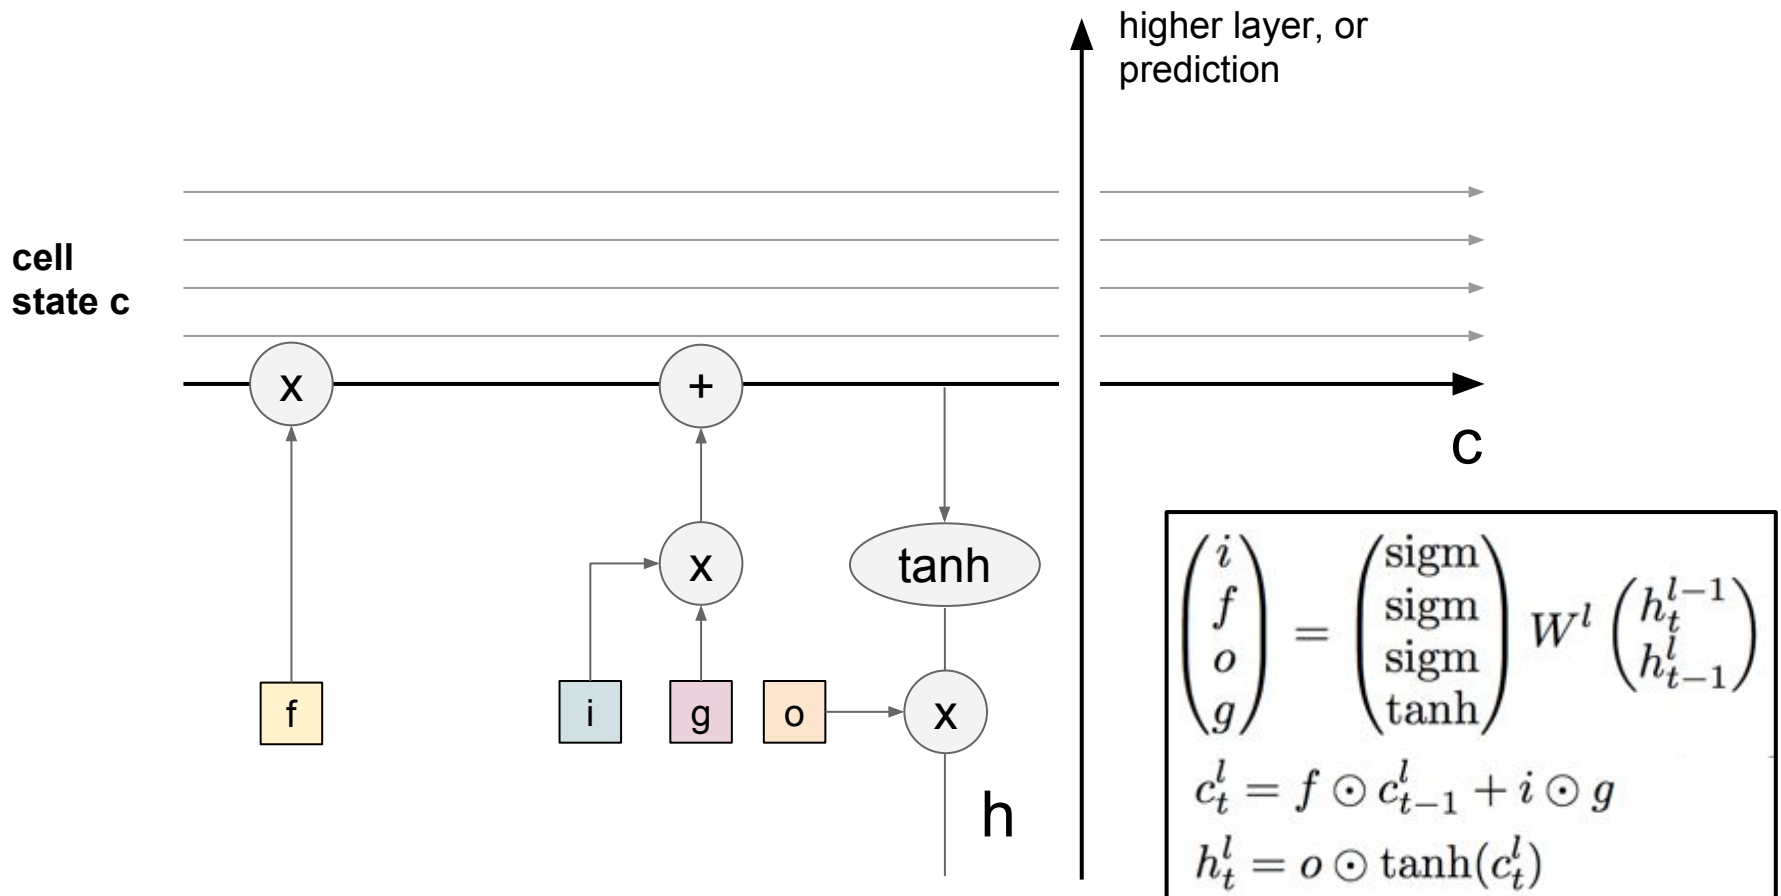 higher layer, or
prediction
cell
state c
x
+
c
x
tanh
f
i
g
o
x
h
(i f o g) = (sigm sigm sigm tanh) W^l (h_t^{l-1} h_{t-1}^l)
c_t^l = f ⊙ c_{t-1}^l + i ⊙ g
h_t^l = o ⊙ tanh(c_t^l)